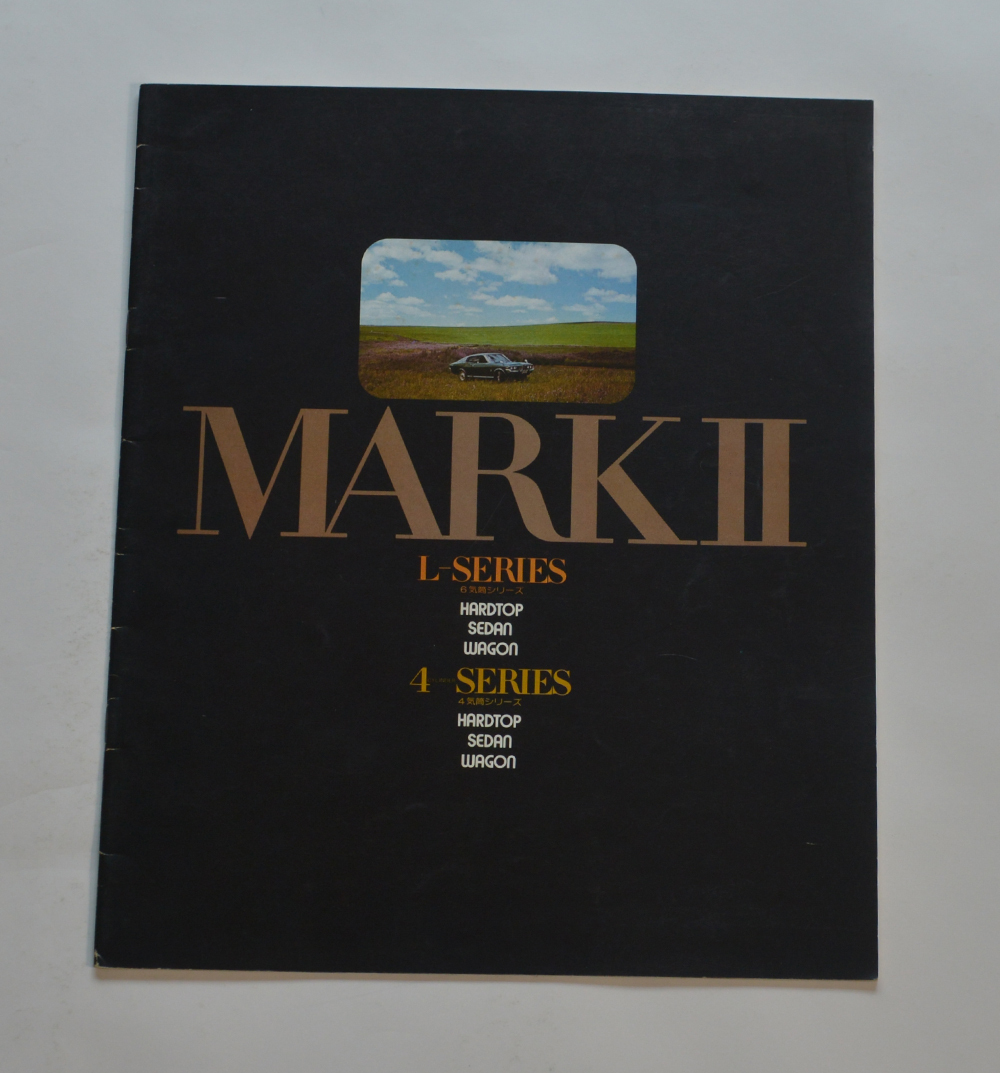 MARK II
L-SERIES
6気筒シリーズ
HARDTOP
SEDAN
WAGON
4-SERIES
4気筒シリーズ
HARDTOP
SEDAN
WAGON